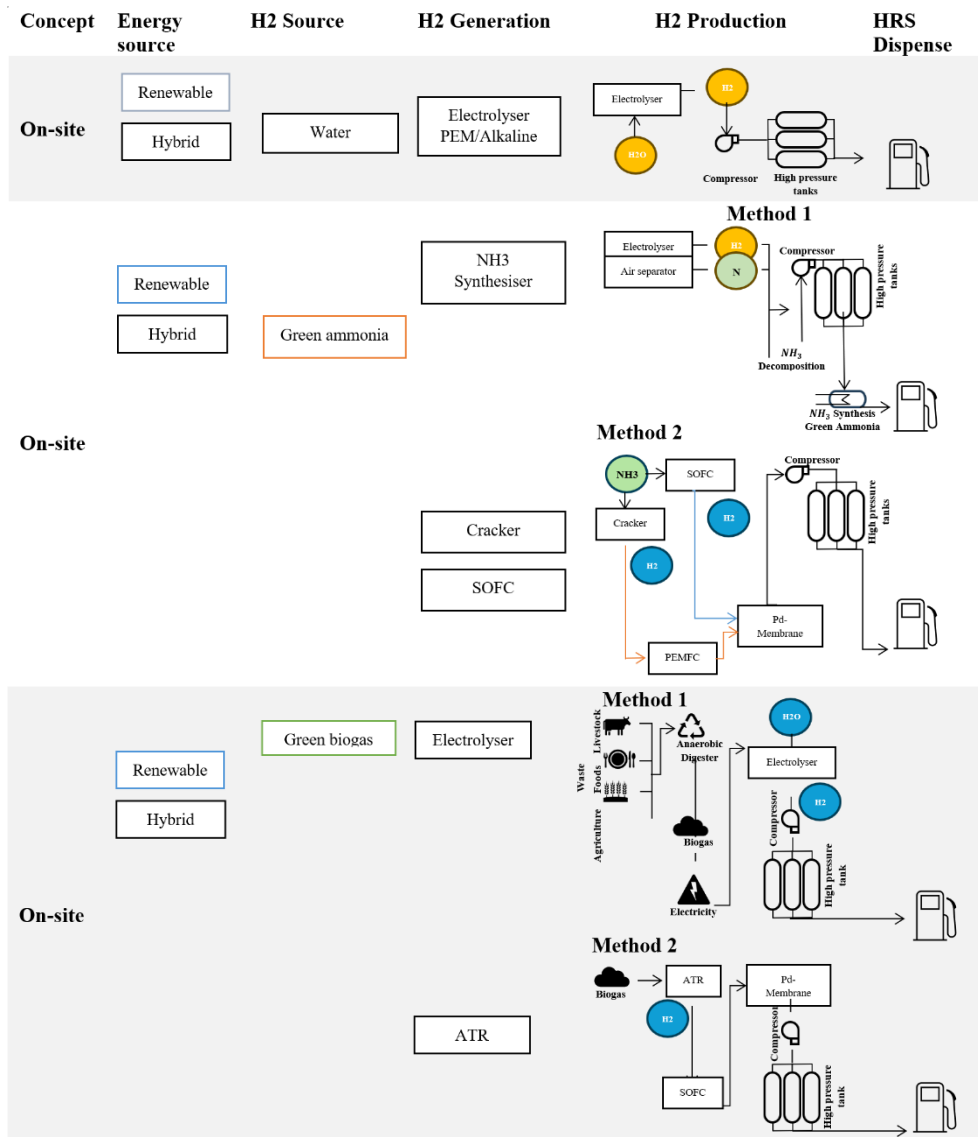 Concept
Energy
source
H2 Source
H2 Generation
H2 Production
HRS
Dispense
On-site
Renewable
Hybrid
Water
Electrolyser
PEM/Alkaline
Electrolyser
H2
H2O
Compressor
High pressure
tanks
On-site
Renewable
Hybrid
Green ammonia
NH3
Synthesiser
Cracker
SOFC
Method 1
Electrolyser
Air separator
H2
N
Compressor
High pressure
tanks
NH3
Decomposition
NH3 Synthesis
Green Ammonia
Method 2
NH3
SOFC
Cracker
H2
H2
PEMFC
Pd-
Membrane
Compressor
High pressure
tanks
On-site
Renewable
Hybrid
Green biogas
Electrolyser
ATR
Method 1
Waste
Livestock
Foods
Agriculture
Anaerobic
Digester
Biogas
Electricity
H2O
Electrolyser
H2
Compressor
High pressure
tank
Method 2
Biogas
ATR
H2
SOFC
Pd-
Membrane
Compressor
High pressure
tank